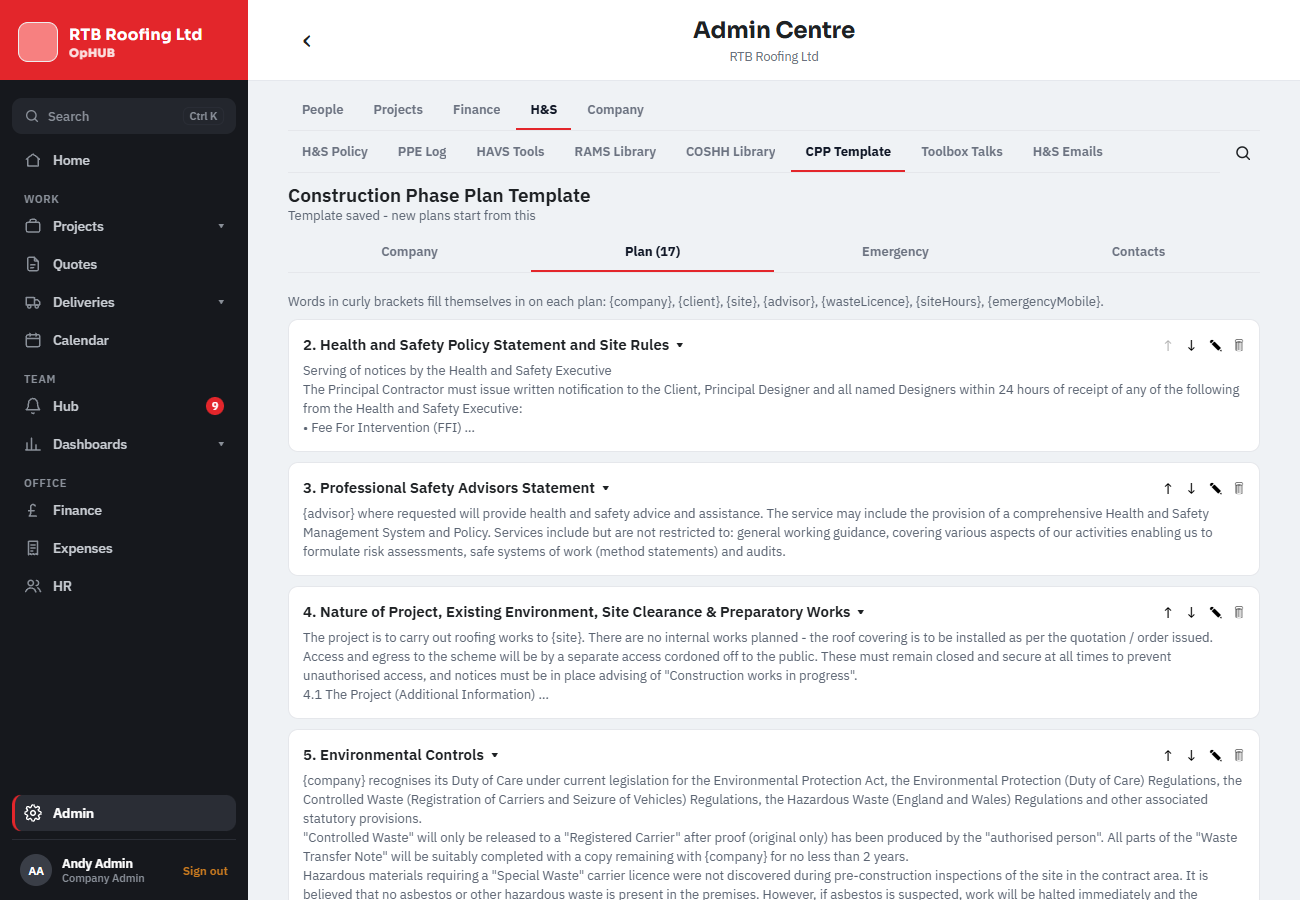 RTB Roofing Ltd
OpHUB
Search
Ctrl K
Home
WORK
Projects
Quotes
Deliveries
Calendar
TEAM
Hub
9
Dashboards
OFFICE
Finance
Expenses
HR
Admin
AA
Andy Admin
Company Admin
Sign out
Admin Centre
RTB Roofing Ltd
People Projects Finance H&S Company
H&S Policy PPE Log HAVS Tools RAMS Library COSHH Library CPP Template Toolbox Talks H&S Emails
Construction Phase Plan Template
Template saved - new plans start from this
Company Plan (17) Emergency Contacts
Words in curly brackets fill themselves in on each plan: {company}, {client}, {site}, {advisor}, {wasteLicence}, {siteHours}, {emergencyMobile}.
2. Health and Safety Policy Statement and Site Rules
Serving of notices by the Health and Safety Executive
The Principal Contractor must issue written notification to the Client, Principal Designer and all named Designers within 24 hours of receipt of any of the following
from the Health and Safety Executive:
• Fee For Intervention (FFI) ...
3. Professional Safety Advisors Statement
{advisor} where requested will provide health and safety advice and assistance. The service may include the provision of a comprehensive Health and Safety
Management System and Policy. Services include but are not restricted to: general working guidance, covering various aspects of our activities enabling us to
formulate risk assessments, safe systems of work (method statements) and audits.
4. Nature of Project, Existing Environment, Site Clearance & Preparatory Works
The project is to carry out roofing works to {site}. There are no internal works planned - the roof covering is to be installed as per the quotation / order issued.
Access and egress to the scheme will be by a separate access cordoned off to the public. These must remain closed and secure at all times to prevent
unauthorised access, and notices must be in place advising of "Construction works in progress".
4.1 The Project (Additional Information) ...
5. Environmental Controls
{company} recognises its Duty of Care under current legislation for the Environmental Protection Act, the Environmental Protection (Duty of Care) Regulations, the
Controlled Waste (Registration of Carriers and Seizure of Vehicles) Regulations, the Hazardous Waste (England and Wales) Regulations and other associated
statutory provisions.
"Controlled Waste" will only be released to a "Registered Carrier" after proof (original only) has been produced by the "authorised person". All parts of the "Waste
Transfer Note" will be suitably completed with a copy remaining with {company} for no less than 2 years.
Hazardous materials requiring a "Special Waste" carrier licence were not discovered during pre-construction inspections of the site in the contract area. It is
believed that no asbestos or other hazardous waste is present in the premises. However, if asbestos is suspected, work will be halted immediately and the